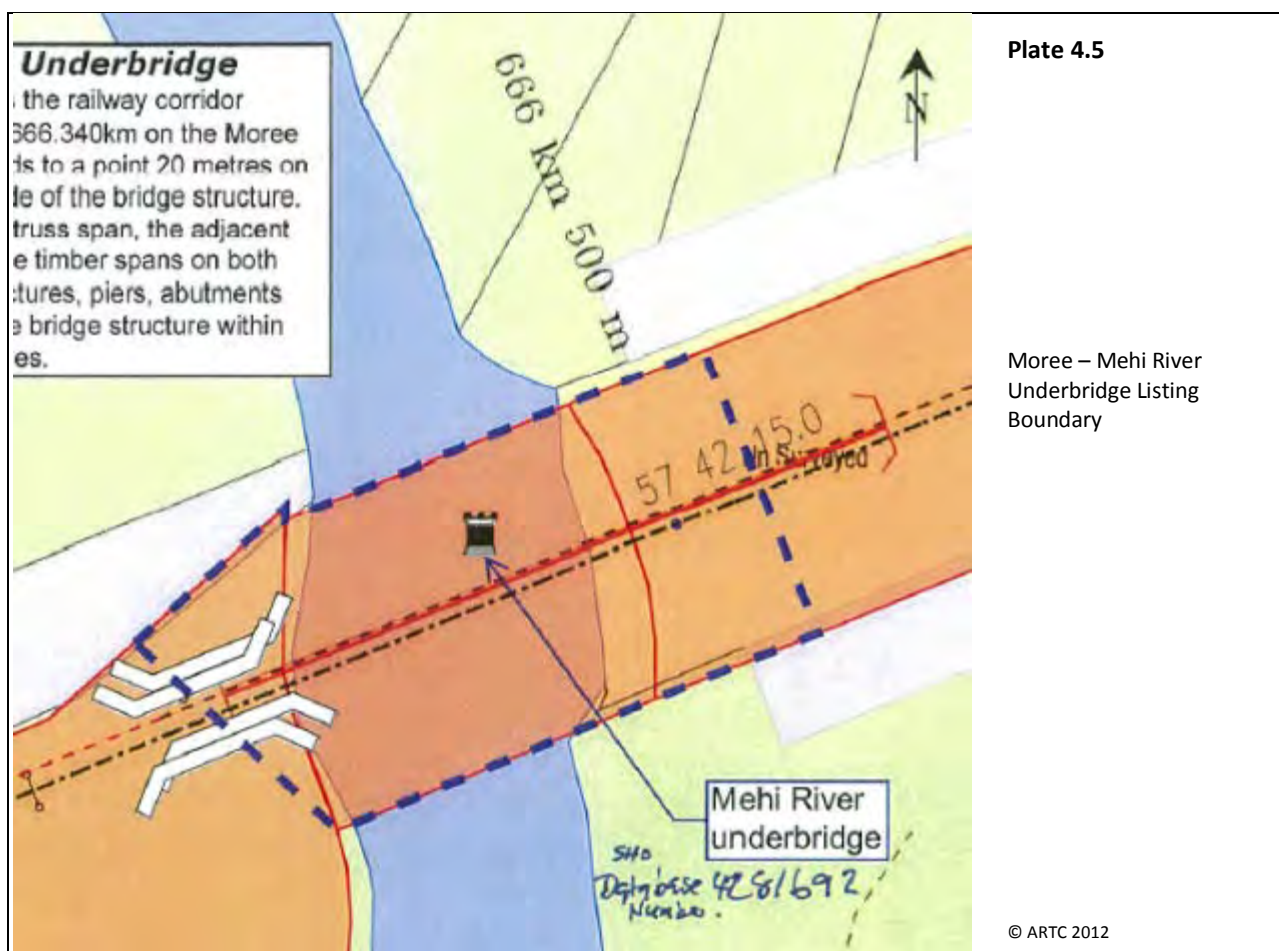 Underbridge
the railway corridor
666.340km on the Moree
ds to a point 20 metres on
de of the bridge structure.
truss span, the adjacent
e timber spans on both
ctures, piers, abutments
e bridge structure within
es.
666 km 500 m
N
57 42 15.0
Mehi River
underbridge
Database 4281692
Plate 4.5
Moree – Mehi River
Underbridge Listing
Boundary
© ARTC 2012